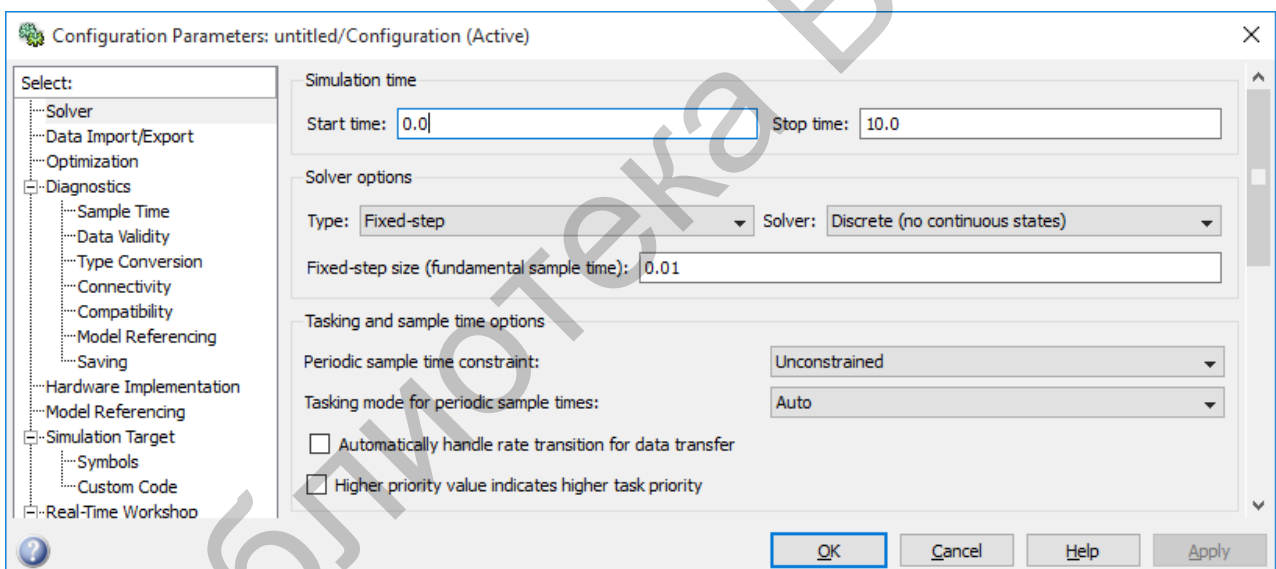 Configuration Parameters: untitled/Configuration (Active)
Select:
Solver
Data Import/Export
Optimization
Diagnostics
Sample Time
Data Validity
Type Conversion
Connectivity
Compatibility
Model Referencing
Saving
Hardware Implementation
Model Referencing
Simulation Target
Symbols
Custom Code
Real-Time Workshop
Simulation time
Start time: 0.0 Stop time: 10.0
Solver options
Type: Fixed-step Solver: Discrete (no continuous states)
Fixed-step size (fundamental sample time): 0.01
Tasking and sample time options
Periodic sample time constraint: Unconstrained
Tasking mode for periodic sample times: Auto
Automatically handle rate transition for data transfer
Higher priority value indicates higher task priority
OK Cancel Help Apply